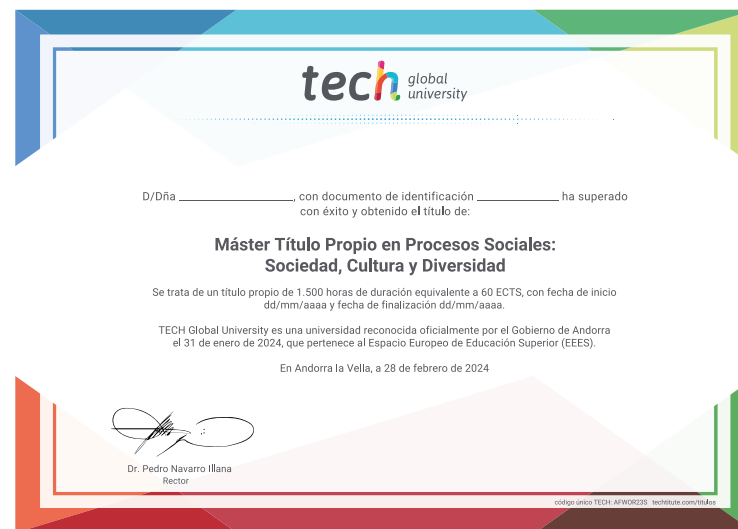 tech global university
D/Dña ____________, con documento de identificación ____________ ha superado
con éxito y obtenido el título de:
Máster Título Propio en Procesos Sociales:
Sociedad, Cultura y Diversidad
Se trata de un título propio de 1.500 horas de duración equivalente a 60 ECTS, con fecha de inicio
dd/mm/aaaa y fecha de finalización dd/mm/aaaa.
TECH Global University es una universidad reconocida oficialmente por el Gobierno de Andorra
el 31 de enero de 2024, que pertenece al Espacio Europeo de Educación Superior (EEES).
En Andorra la Vella, a 28 de febrero de 2024
Dr. Pedro Navarro Illana
Rector
código único TECH: AFWOR23S techtitute.com/titulos